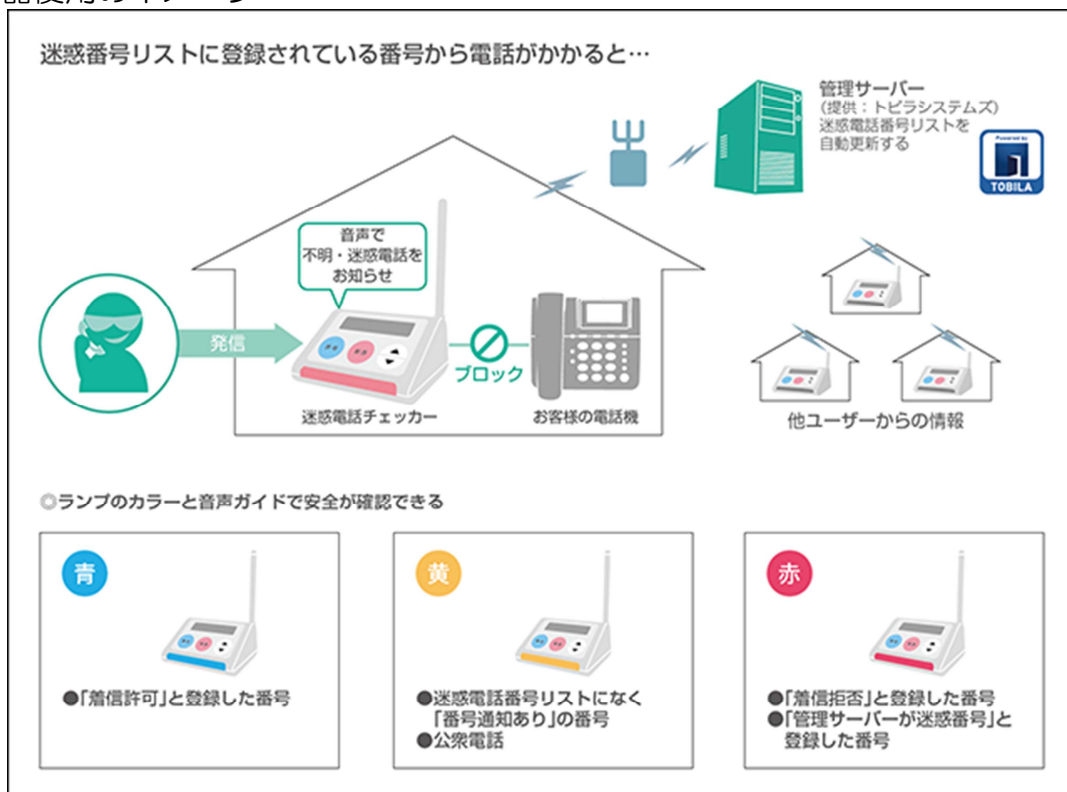 迷惑番号リストに登録されている番号から電話がかかると…
管理サーバー
(提供：トビラシステムズ)
迷惑電話番号リストを
自動更新する
Powered by
TOBILA
音声で
不明・迷惑電話を
お知らせ
発信
ブロック
迷惑電話チェッカー
お客様の電話機
他ユーザーからの情報
◎ランプのカラーと音声ガイドで安全が確認できる
青
●「着信許可」と登録した番号
黄
●迷惑電話番号リストになく
「番号通知あり」の番号
●公衆電話
赤
●「着信拒否」と登録した番号
●「管理サーバーが迷惑番号」と
登録した番号